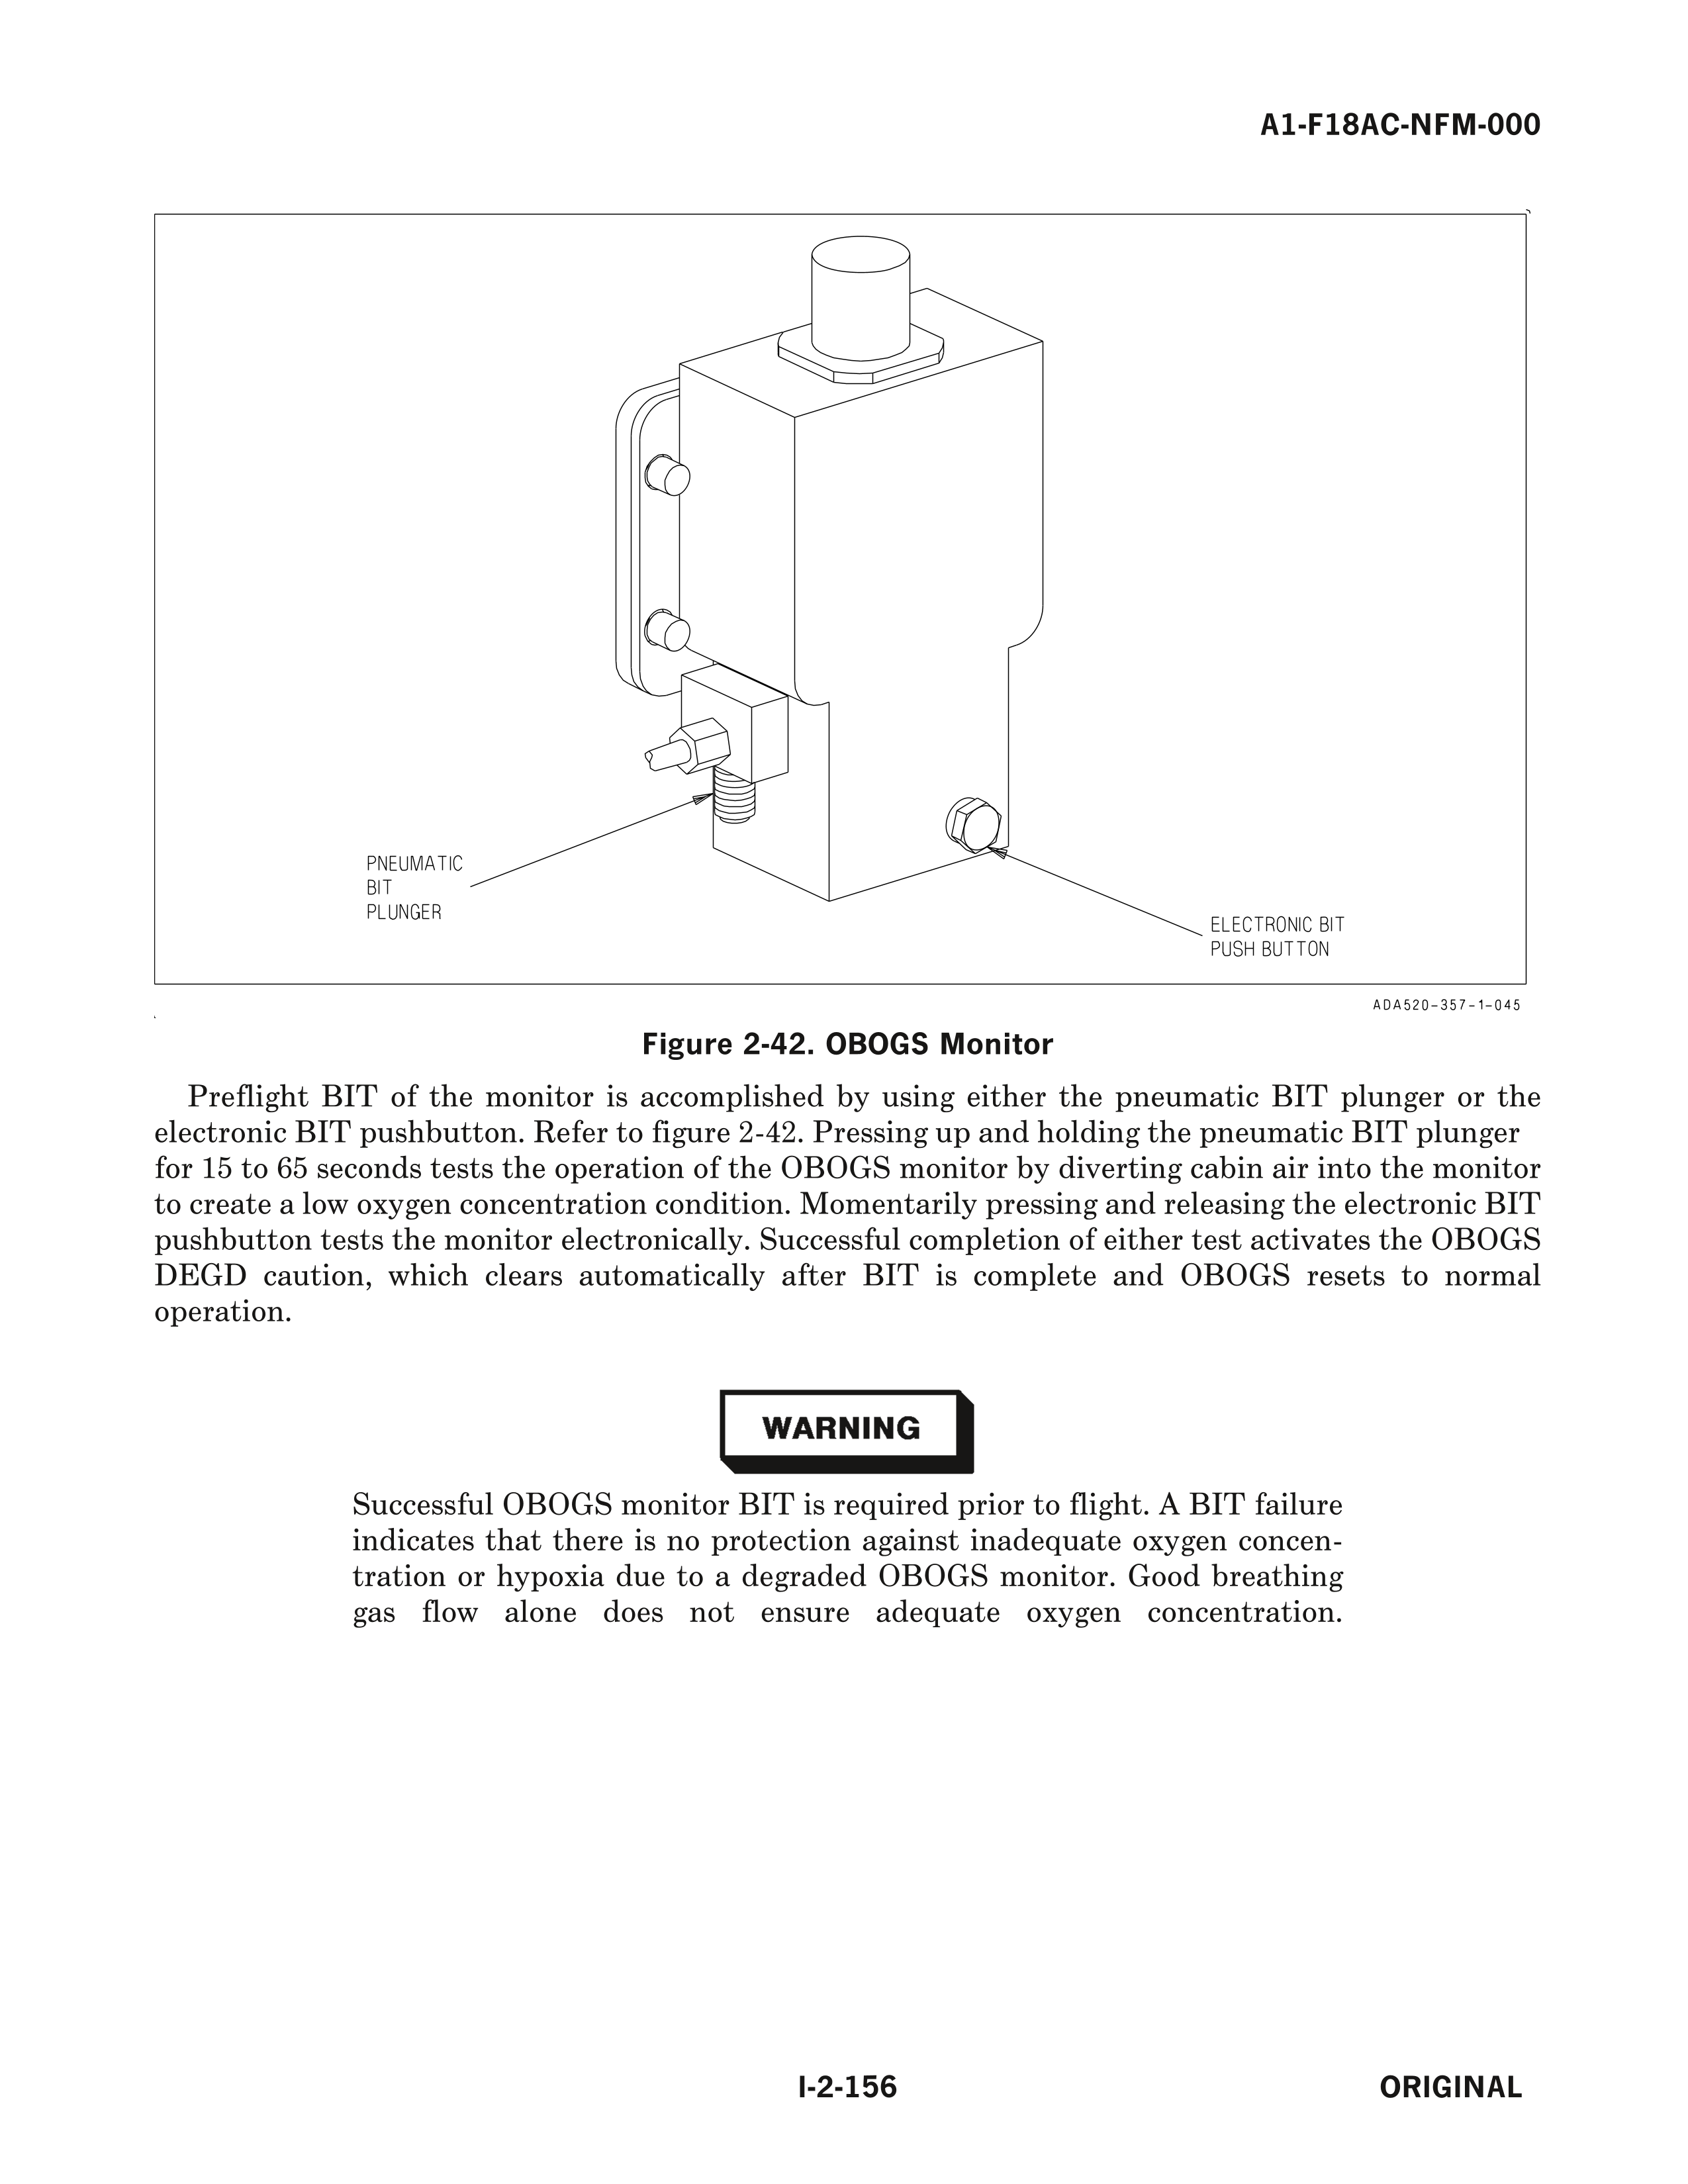 A1-F18AC-NFM-000
PNEUMATIC
BIT
PLUNGER
ELECTRONIC BIT
PUSH BUTTON
ADA520-357-1-045
Figure 2-42. OBOGS Monitor
Preflight BIT of the monitor is accomplished by using either the pneumatic BIT plunger or the
electronic BIT pushbutton. Refer to figure 2-42. Pressing up and holding the pneumatic BIT plunger
for 15 to 65 seconds tests the operation of the OBOGS monitor by diverting cabin air into the monitor
to create a low oxygen concentration condition. Momentarily pressing and releasing the electronic BIT
pushbutton tests the monitor electronically. Successful completion of either test activates the OBOGS
DEGD caution, which clears automatically after BIT is complete and OBOGS resets to normal
operation.
WARNING
Successful OBOGS monitor BIT is required prior to flight. A BIT failure
indicates that there is no protection against inadequate oxygen concen-
tration or hypoxia due to a degraded OBOGS monitor. Good breathing
gas flow alone does not ensure adequate oxygen concentration.
I-2-156
ORIGINAL